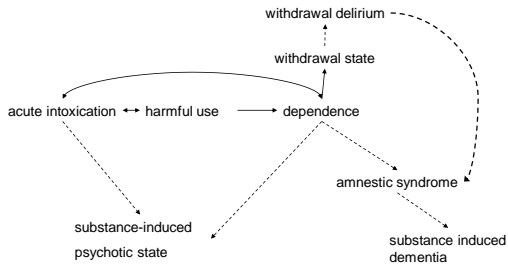 withdrawal delirium
withdrawal state
acute intoxication
harmful use
dependence
amnestic syndrome
substance-induced
psychotic state
substance induced
dementia